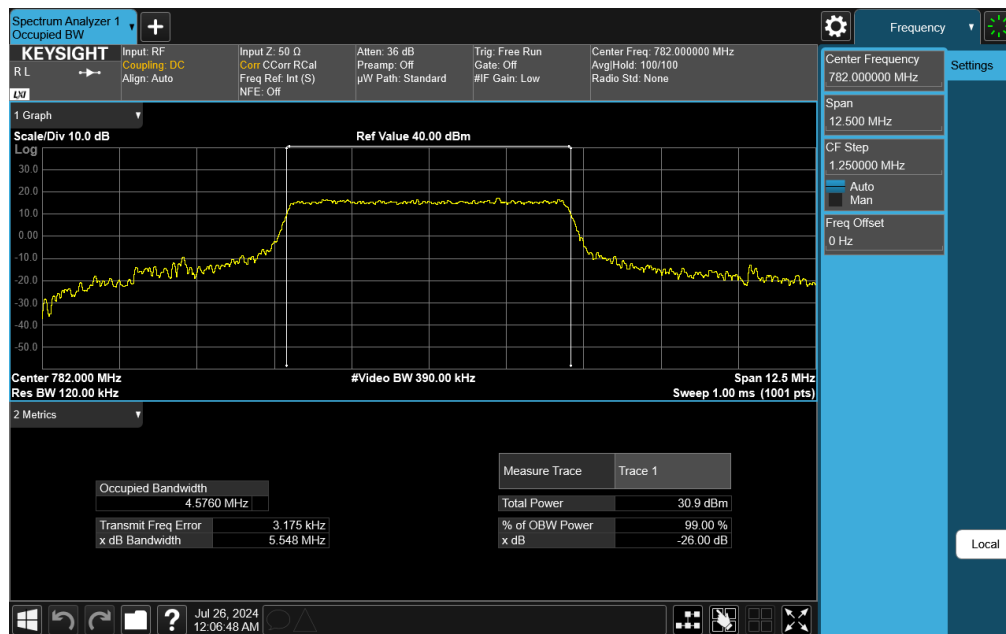 Spectrum Analyzer 1
Occupied BW
Frequency
KEYSIGHT
R L
LXI
Input: RF
Coupling: DC
Align: Auto
Input Z: 50 Ω
Corr CCorr RCal
Freq Ref: Int (S)
NFE: Off
Atten: 36 dB
Preamp: Off
µW Path: Standard
Trig: Free Run
Gate: Off
#IF Gain: Low
Center Freq: 782.000000 MHz
Avg|Hold: 100/100
Radio Std: None
Center Frequency
782.000000 MHz
Settings
Span
12.500 MHz
CF Step
1.250000 MHz
Auto
Man
Freq Offset
0 Hz
1 Graph
Scale/Div 10.0 dB
Ref Value 40.00 dBm
Log
30.0
20.0
10.0
0.00
-10.0
-20.0
-30.0
-40.0
-50.0
Center 782.000 MHz
#Video BW 390.00 kHz
Span 12.5 MHz
Res BW 120.00 kHz
Sweep 1.00 ms (1001 pts)
2 Metrics
Measure Trace
Trace 1
Occupied Bandwidth
4.5760 MHz
Total Power
30.9 dBm
Transmit Freq Error
3.175 kHz
% of OBW Power
99.00 %
x dB Bandwidth
5.548 MHz
x dB
-26.00 dB
Local
?
Jul 26, 2024
12:06:48 AM